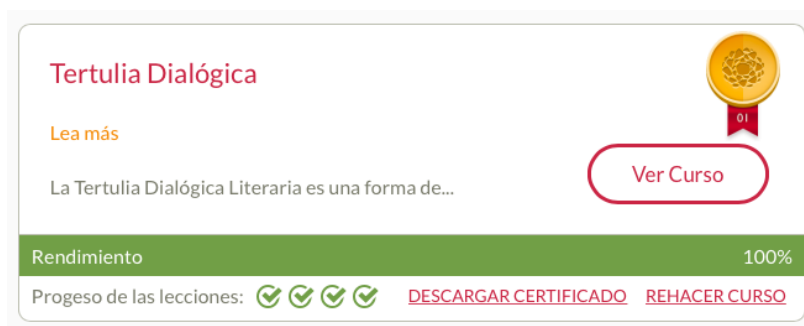 Tertulia Dialógica
01
Lea más
Ver Curso
La Tertulia Dialógica Literaria es una forma de...
Rendimiento 100%
Progeso de las lecciones: DESCARGAR CERTIFICADO REHACER CURSO